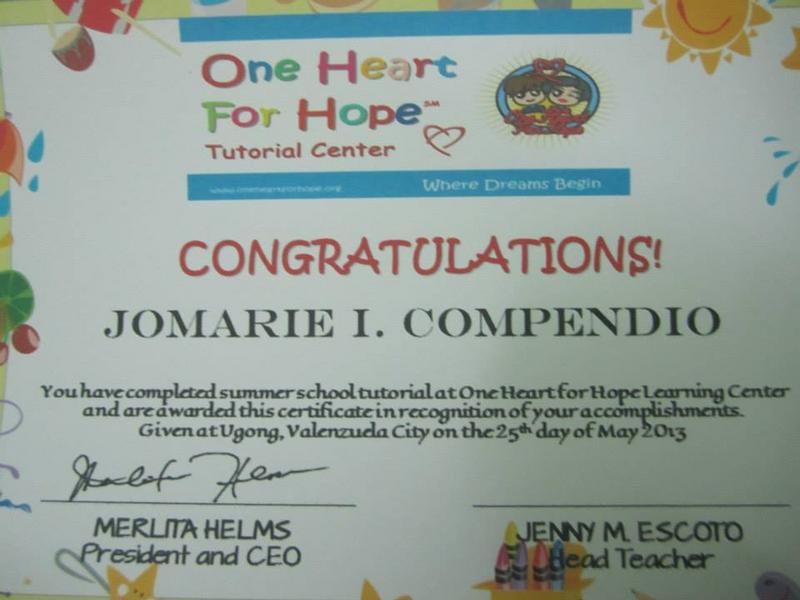 One Heart
For Hope℠
Tutorial Center
Where Dreams Begin
CONGRATULATIONS!
JOMARIE I. COMPENDIO
You have completed summer school tutorial at One Heart for Hope Learning Center
and are awarded this certificate in recognition of your accomplishments.
Given at Ugong, Valenzuela City on the 25th day of May 2013
MERLITA HELMS
President and CEO
JENNY M. ESCOTO
Head Teacher